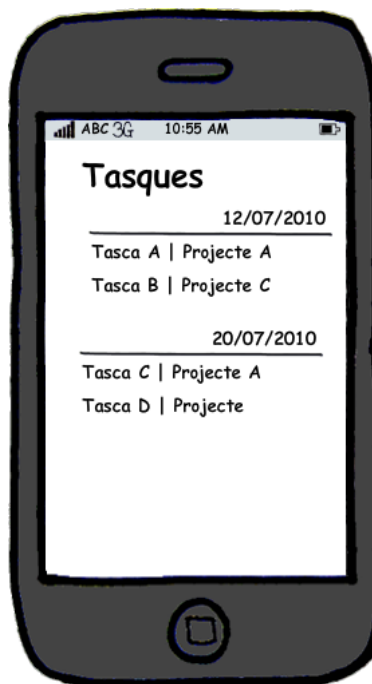 ABC 3G 10:55 AM
Tasques
12/07/2010
Tasca A | Projecte A
Tasca B | Projecte C
20/07/2010
Tasca C | Projecte A
Tasca D | Projecte